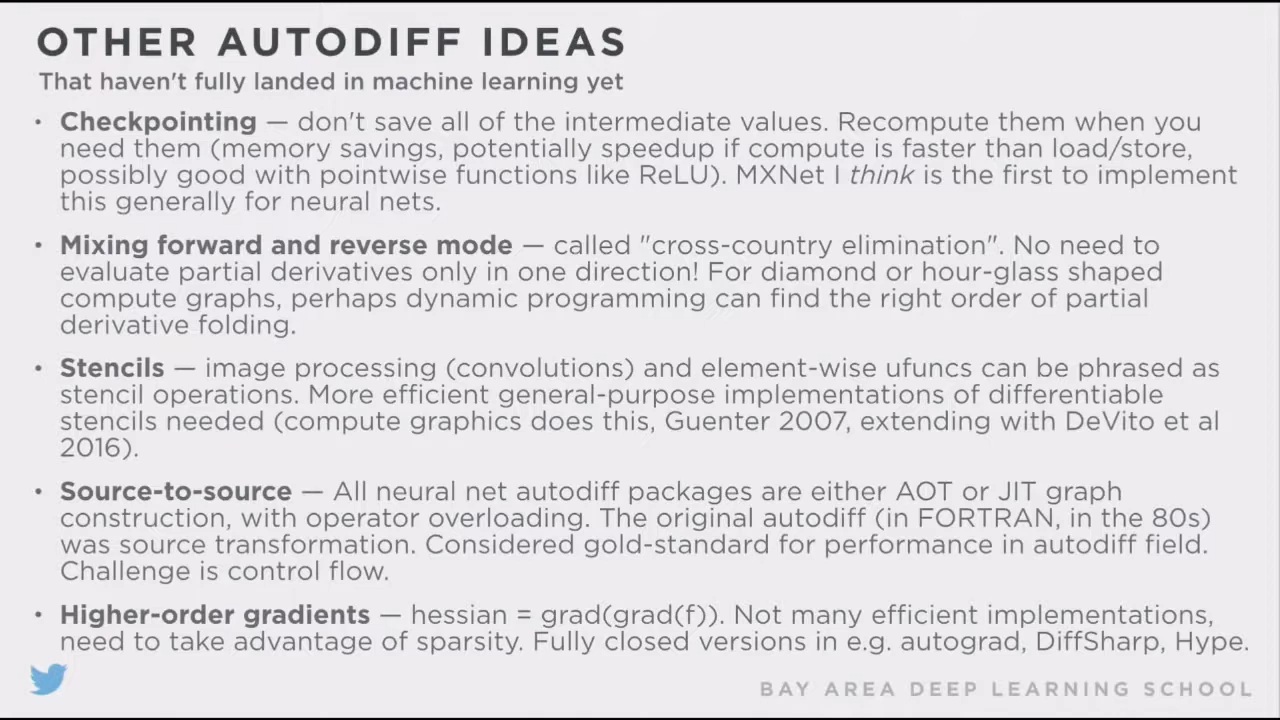 OTHER AUTODIFF IDEAS
That haven't fully landed in machine learning yet
• Checkpointing — don't save all of the intermediate values. Recompute them when you
need them (memory savings, potentially speedup if compute is faster than load/store,
possibly good with pointwise functions like ReLU). MXNet I think is the first to implement
this generally for neural nets.
• Mixing forward and reverse mode — called "cross-country elimination". No need to
evaluate partial derivatives only in one direction! For diamond or hour-glass shaped
compute graphs, perhaps dynamic programming can find the right order of partial
derivative folding.
• Stencils — image processing (convolutions) and element-wise ufuncs can be phrased as
stencil operations. More efficient general-purpose implementations of differentiable
stencils needed (compute graphics does this, Guenter 2007, extending with DeVito et al
2016).
• Source-to-source — All neural net autodiff packages are either AOT or JIT graph
construction, with operator overloading. The original autodiff (in FORTRAN, in the 80s)
was source transformation. Considered gold-standard for performance in autodiff field.
Challenge is control flow.
• Higher-order gradients — hessian = grad(grad(f)). Not many efficient implementations,
need to take advantage of sparsity. Fully closed versions in e.g. autograd, DiffSharp, Hype.
BAY AREA DEEP LEARNING SCHOOL